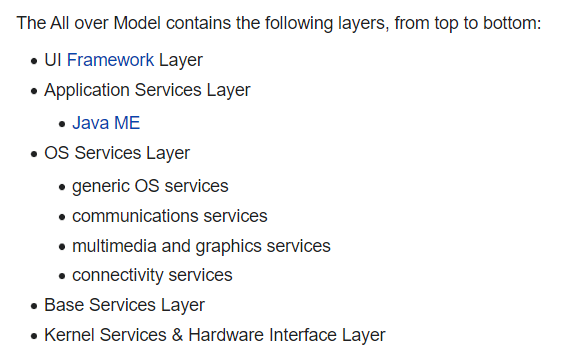 The All over Model contains the following layers, from top to bottom:
• UI Framework Layer
• Application Services Layer
• Java ME
• OS Services Layer
• generic OS services
• communications services
• multimedia and graphics services
• connectivity services
• Base Services Layer
• Kernel Services & Hardware Interface Layer